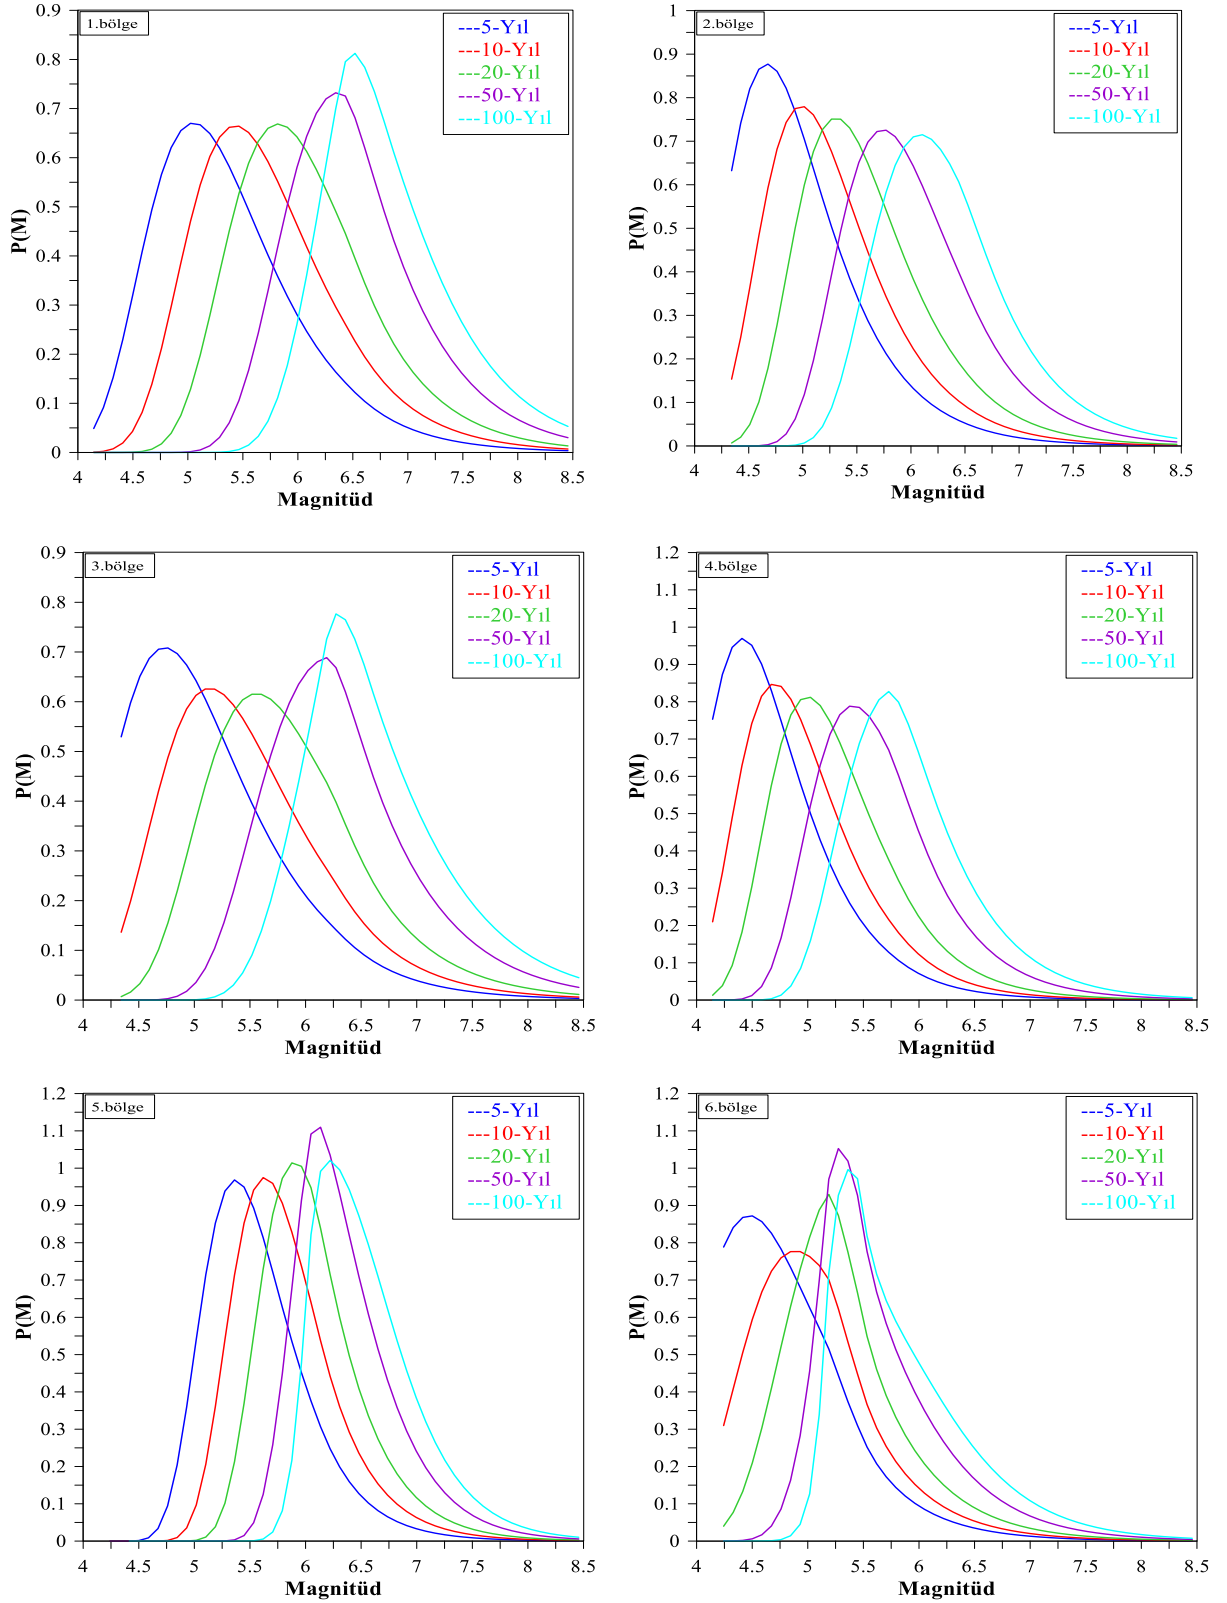 0.9
0.8
0.7
0.6
0.5
0.4
0.3
0.2
0.1
0
P(M)
1.bölge
---5-Yıl
---10-Yıl
---20-Yıl
---50-Yıl
---100-Yıl
4 4.5 5 5.5 6 6.5 7 7.5 8 8.5
Magnitüd
1
0.9
0.8
0.7
0.6
0.5
0.4
0.3
0.2
0.1
0
P(M)
2.bölge
---5-Yıl
---10-Yıl
---20-Yıl
---50-Yıl
---100-Yıl
4 4.5 5 5.5 6 6.5 7 7.5 8 8.5
Magnitüd
0.9
0.8
0.7
0.6
0.5
0.4
0.3
0.2
0.1
0
P(M)
3.bölge
---5-Yıl
---10-Yıl
---20-Yıl
---50-Yıl
---100-Yıl
4 4.5 5 5.5 6 6.5 7 7.5 8 8.5
Magnitüd
1.2
1.1
1
0.9
0.8
0.7
0.6
0.5
0.4
0.3
0.2
0.1
0
P(M)
4.bölge
---5-Yıl
---10-Yıl
---20-Yıl
---50-Yıl
---100-Yıl
4 4.5 5 5.5 6 6.5 7 7.5 8 8.5
Magnitüd
1.2
1.1
1
0.9
0.8
0.7
0.6
0.5
0.4
0.3
0.2
0.1
0
P(M)
5.bölge
---5-Yıl
---10-Yıl
---20-Yıl
---50-Yıl
---100-Yıl
4 4.5 5 5.5 6 6.5 7 7.5 8 8.5
Magnitüd
1.2
1.1
1
0.9
0.8
0.7
0.6
0.5
0.4
0.3
0.2
0.1
0
P(M)
6.bölge
---5-Yıl
---10-Yıl
---20-Yıl
---50-Yıl
---100-Yıl
4 4.5 5 5.5 6 6.5 7 7.5 8 8.5
Magnitüd